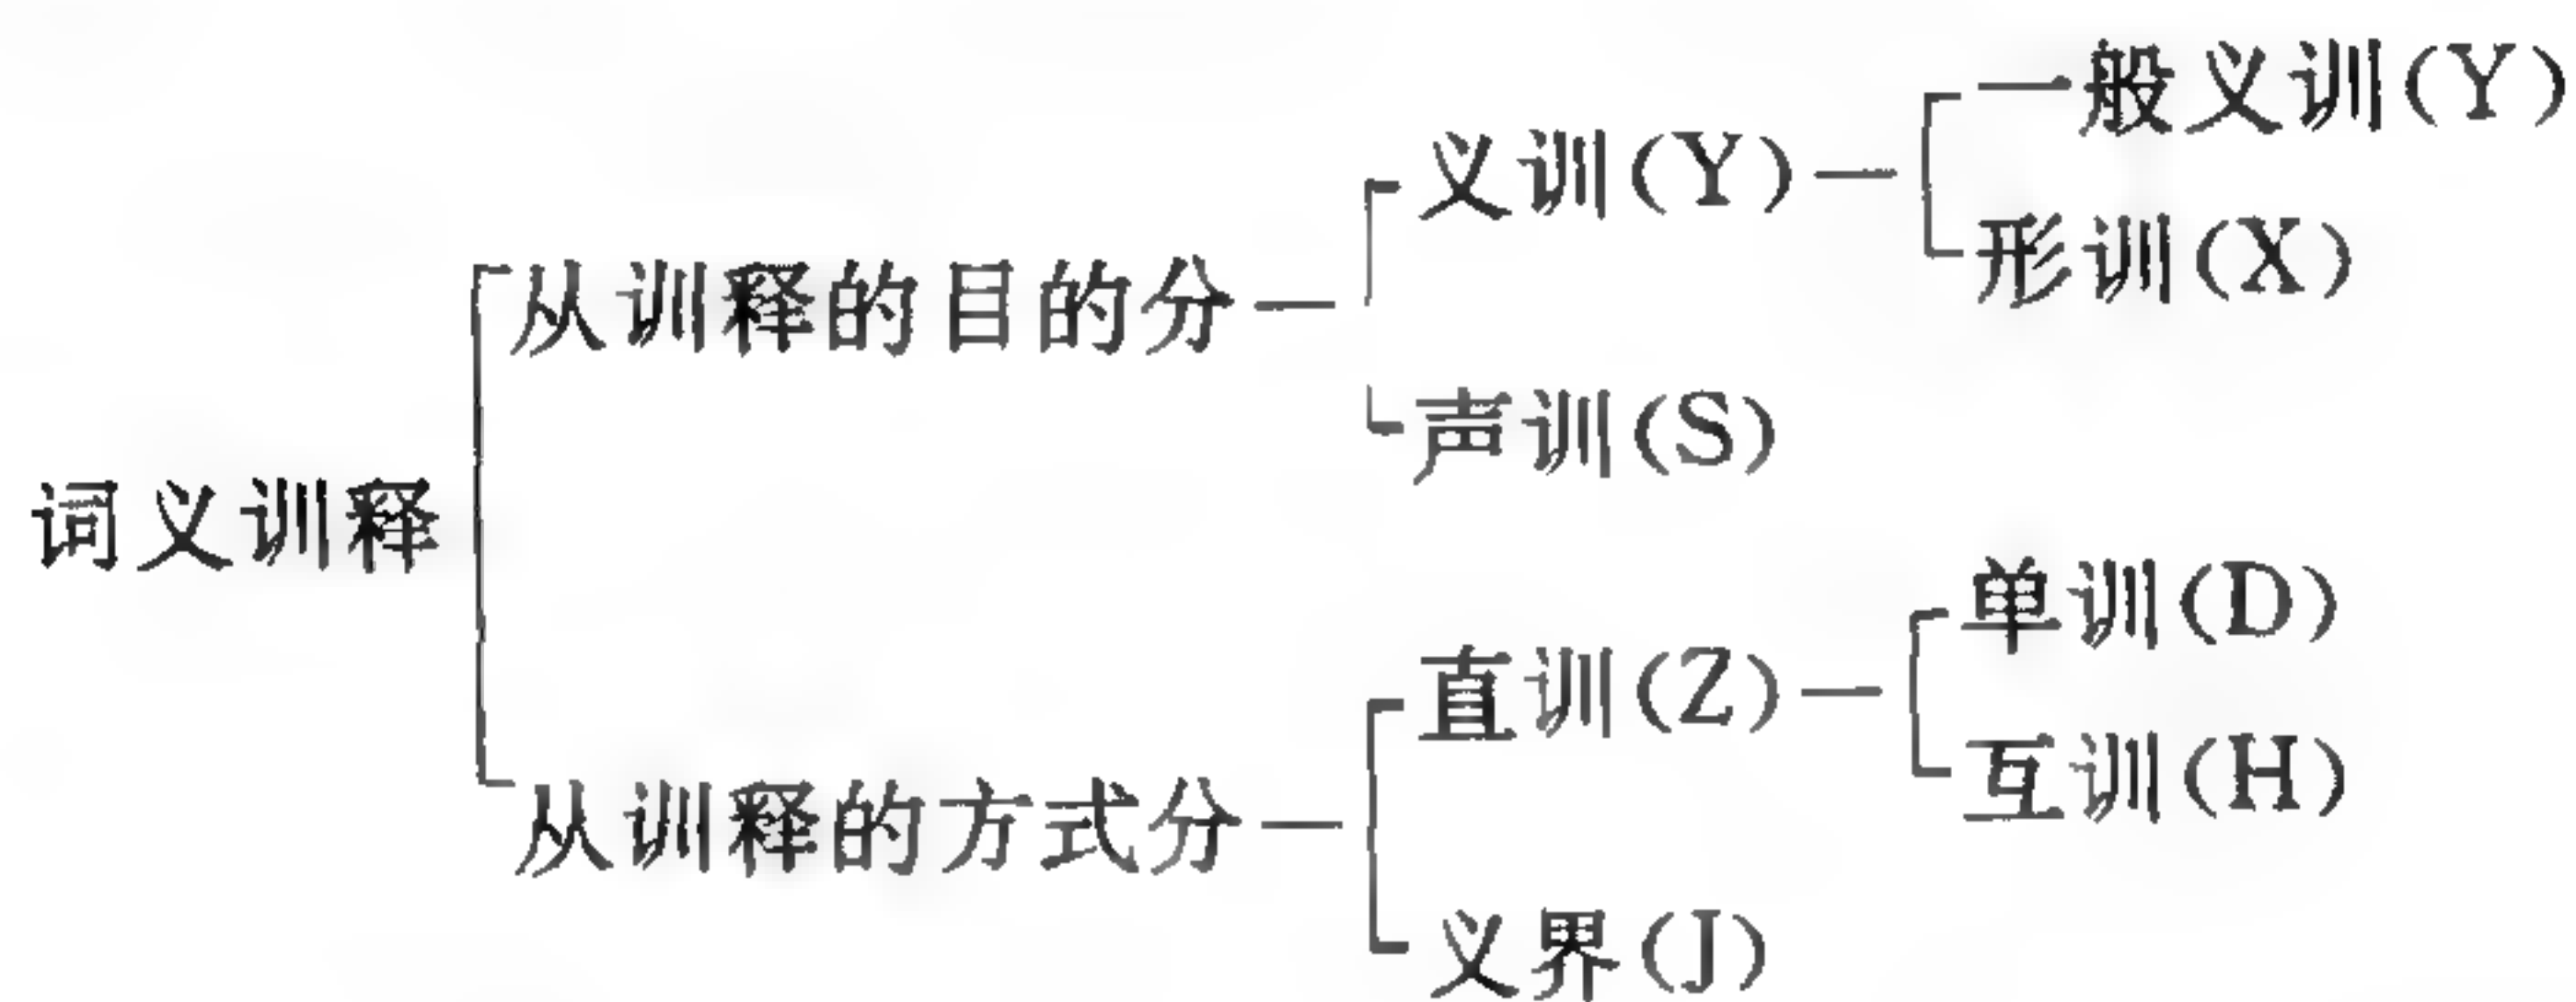 一般义训(Y)
义训(Y)
形训(X)
从训释的目的分
声训(S)
词义训释
单训(D)
直训(Z)
互训(H)
从训释的方式分
义界(J)